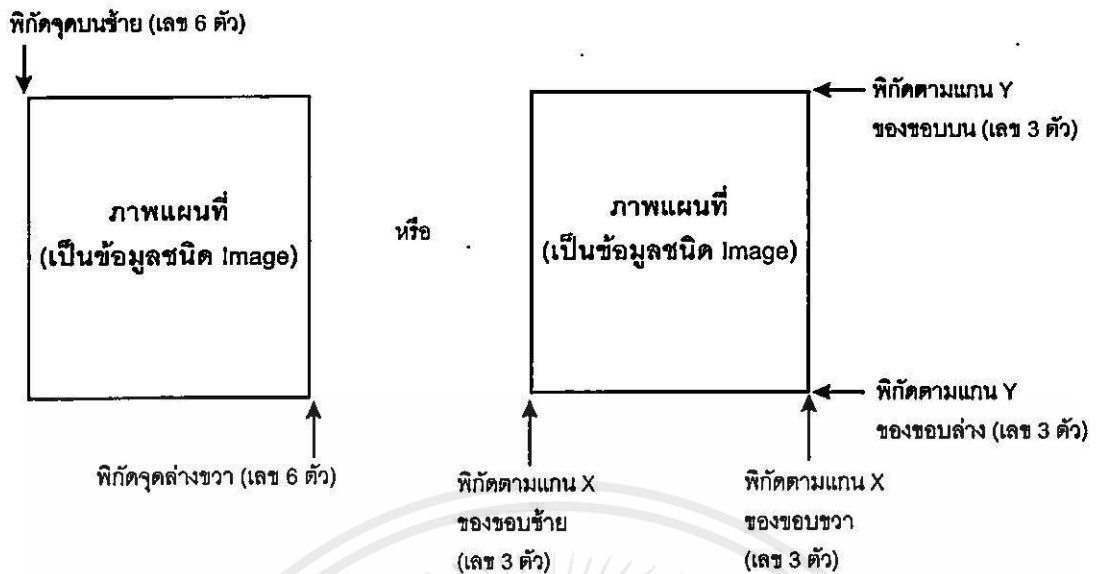 พิกัดจุดบนซ้าย (เลข 6 ตัว)
ภาพแผนที่
(เป็นข้อมูลชนิด Image)
พิกัดจุดล่างขวา (เลข 6 ตัว)
หรือ
พิกัดตามแกน Y
ของขอบบน (เลข 3 ตัว)
ภาพแผนที่
(เป็นข้อมูลชนิด Image)
พิกัดตามแกน Y
ของขอบล่าง (เลข 3 ตัว)
พิกัดตามแกน X
ของขอบซ้าย
(เลข 3 ตัว)
พิกัดตามแกน X
ของขอบขวา
(เลข 3 ตัว)